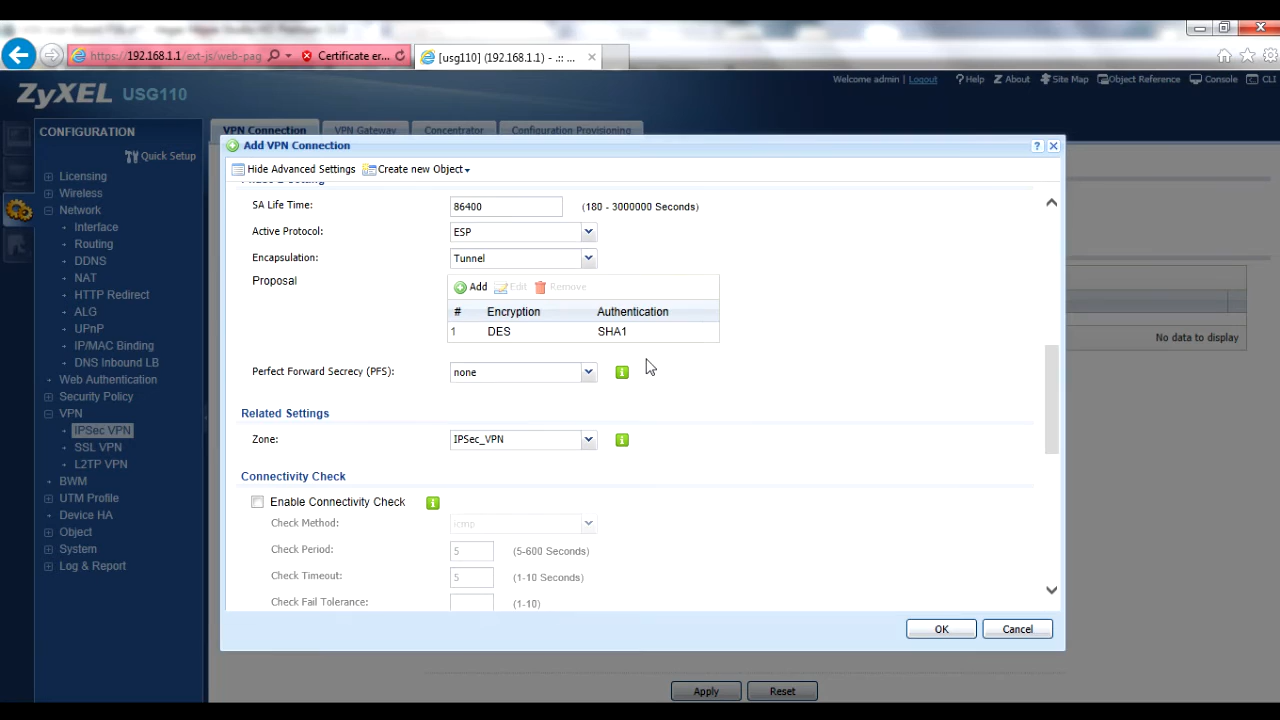 https://192.168.1.1/ext-js/web-pag
Certificate er...
[usg110] (192.168.1.1) - .:: ...
ZyXEL USG110
Welcome admin | Logout
Help
About
Site Map
Object Reference
Console
CLI
CONFIGURATION
Quick Setup
Licensing
Wireless
Network
Interface
Routing
DDNS
NAT
HTTP Redirect
ALG
UPnP
IP/MAC Binding
DNS Inbound LB
Web Authentication
Security Policy
VPN
IPSec VPN
SSL VPN
L2TP VPN
BWM
UTM Profile
Device HA
Object
System
Log & Report
VPN Connection
VPN Gateway
Concentrator
Configuration Provisioning
Add VPN Connection
Hide Advanced Settings
Create new Object
SA Life Time: 86400 (180 - 3000000 Seconds)
Active Protocol: ESP
Encapsulation: Tunnel
Proposal
Add Edit Remove
# Encryption Authentication
1 DES SHA1
Perfect Forward Secrecy (PFS): none
Related Settings
Zone: IPSec_VPN
Connectivity Check
Enable Connectivity Check
Check Method: icmp
Check Period: 5 (5-600 Seconds)
Check Timeout: 5 (1-10 Seconds)
Check Fail Tolerance: (1-10)
OK
Cancel
No data to display
Apply
Reset